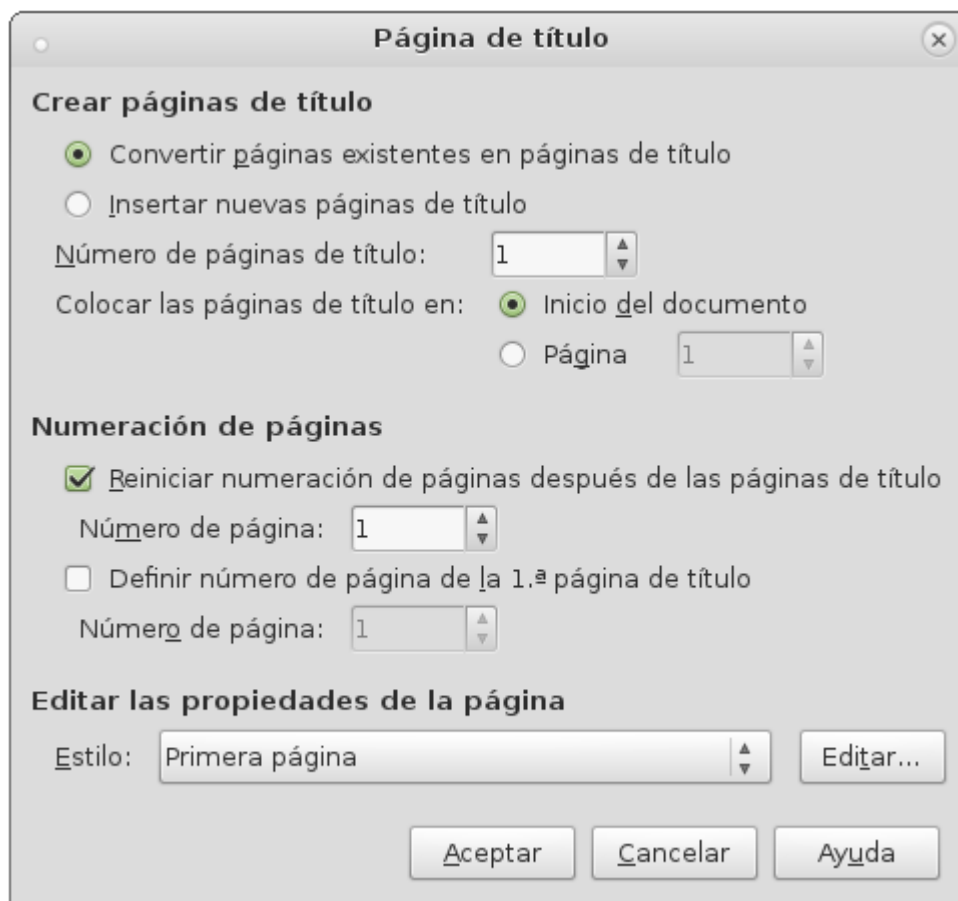 Página de título
Crear páginas de título
Convertir páginas existentes en páginas de título
Insertar nuevas páginas de título
Número de páginas de título: 1
Colocar las páginas de título en: Inicio del documento
Página 1
Numeración de páginas
Reiniciar numeración de páginas después de las páginas de título
Número de página: 1
Definir número de página de la 1.ª página de título
Número de página: 1
Editar las propiedades de la página
Estilo: Primera página Editar...
Aceptar Cancelar Ayuda